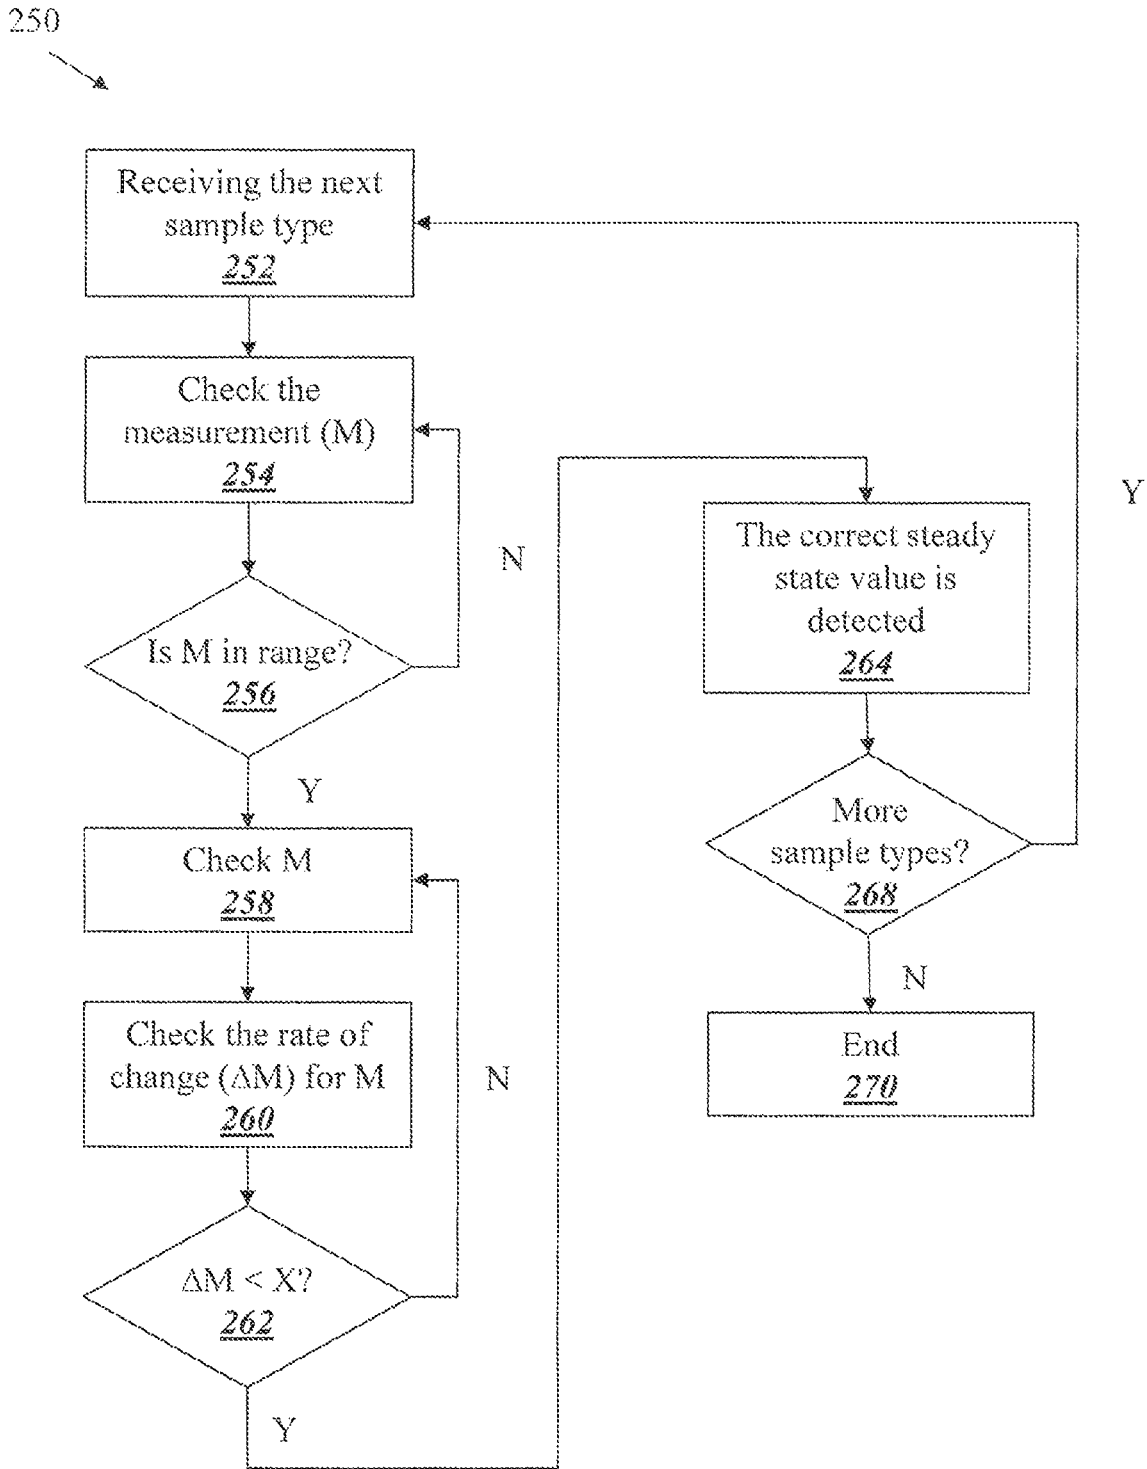 250
Receiving the next
sample type
252
Check the
measurement (M)
254
N
Is M in range?
256
Y
Check M
258
Check the rate of
change (ΔM) for M
260
N
ΔM < X?
262
Y
The correct steady
state value is
detected
264
Y
More
sample types?
268
N
End
270